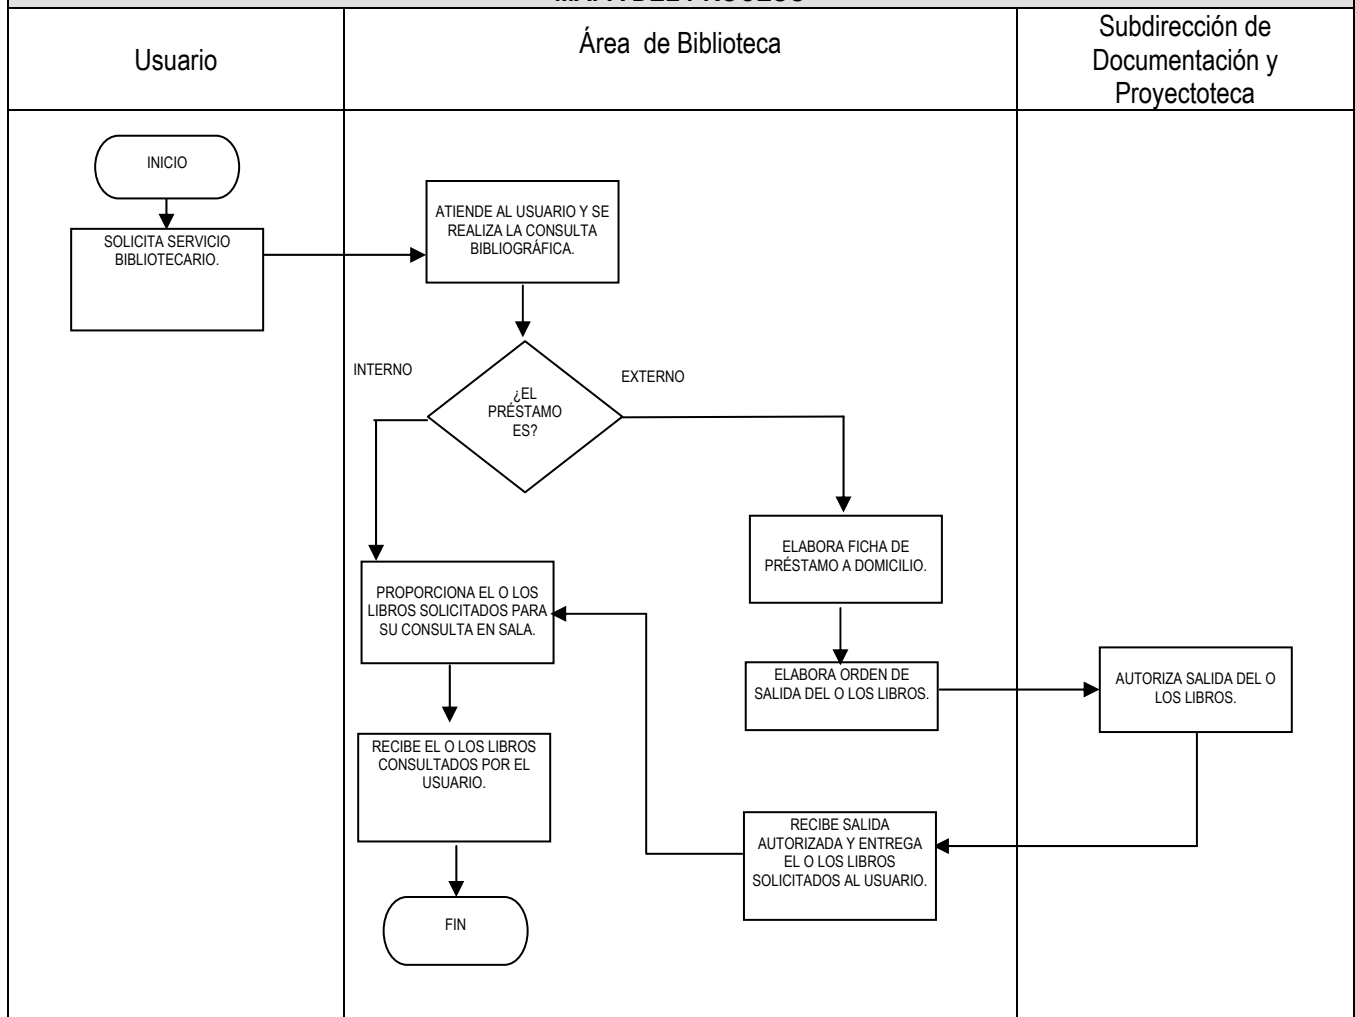 MAPA DEL PROCESO
Usuario
Área de Biblioteca
Subdirección de
Documentación y
Proyectoteca
INICIO
SOLICITA SERVICIO
BIBLIOTECARIO.
ATIENDE AL USUARIO Y SE
REALIZA LA CONSULTA
BIBLIOGRÁFICA.
INTERNO
¿EL
PRÉSTAMO
ES?
EXTERNO
ELABORA FICHA DE
PRÉSTAMO A DOMICILIO.
PROPORCIONA EL O LOS
LIBROS SOLICITADOS PARA
SU CONSULTA EN SALA.
ELABORA ORDEN DE
SALIDA DEL O LOS LIBROS.
AUTORIZA SALIDA DEL O
LOS LIBROS.
RECIBE EL O LOS LIBROS
CONSULTADOS POR EL
USUARIO.
RECIBE SALIDA
AUTORIZADA Y ENTREGA
EL O LOS LIBROS
SOLICITADOS AL USUARIO.
FIN